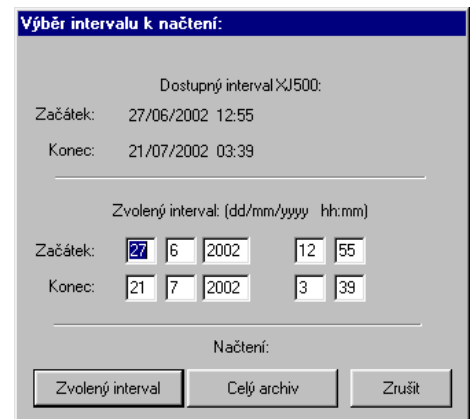 Výběr intervalu k načtení:
Dostupný interval XJ500:
Začátek: 27/06/2002 12:55
Konec: 21/07/2002 03:39
Zvolený interval: (dd/mm/yyyy hh:mm)
Začátek: 27 6 2002 12 55
Konec: 21 7 2002 3 39
Načtení:
Zvolený interval Celý archiv Zrušit